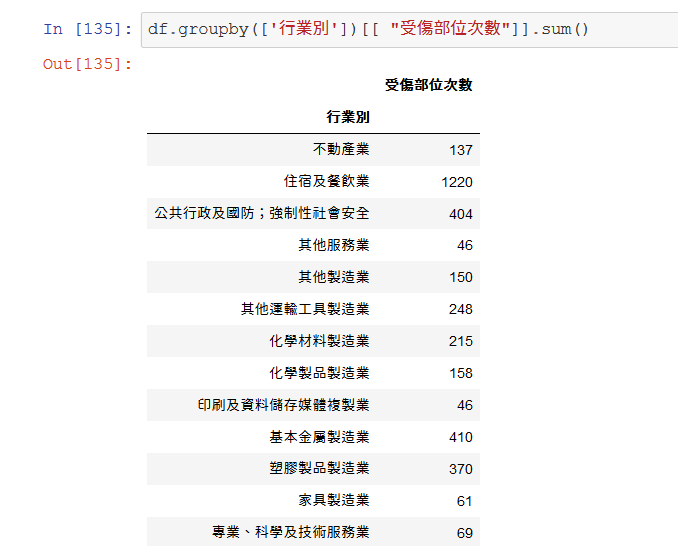 In [135]: df.groupby(['行業別'])[[ "受傷部位次數"]].sum()
Out[135]:
受傷部位次數
行業別
不動產業 137
住宿及餐飲業 1220
公共行政及國防；強制性社會安全 404
其他服務業 46
其他製造業 150
其他運輸工具製造業 248
化學材料製造業 215
化學製品製造業 158
印刷及資料儲存媒體複製業 46
基本金屬製造業 410
塑膠製品製造業 370
家具製造業 61
專業、科學及技術服務業 69